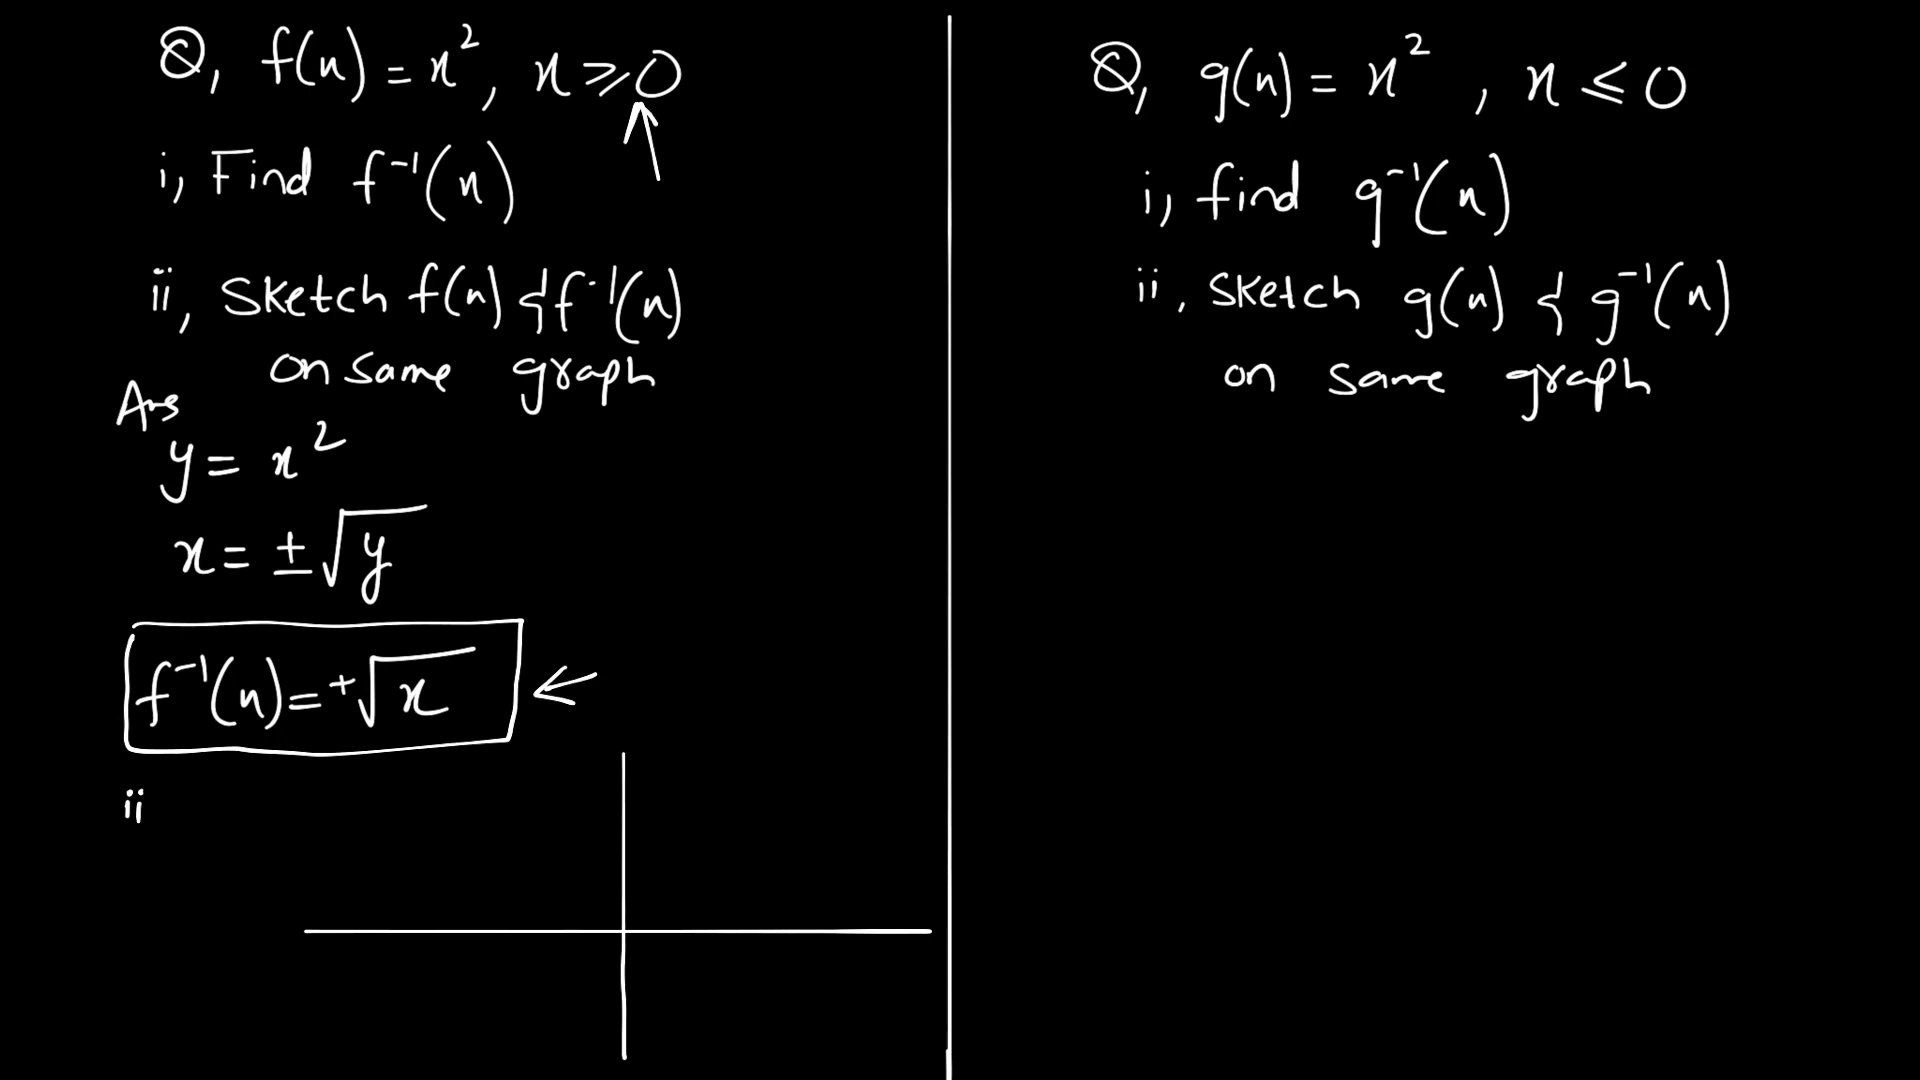 Q, f(x) = x², x ≥ 0
i, Find f⁻¹(x)
ii, Sketch f(x) & f⁻¹(x)
on same graph
Ans
y = x²
x = ±√y
f⁻¹(x) = +√x
ii
Q, g(x) = x², x ≤ 0
i, find g⁻¹(x)
ii, Sketch g(x) & g⁻¹(x)
on same graph